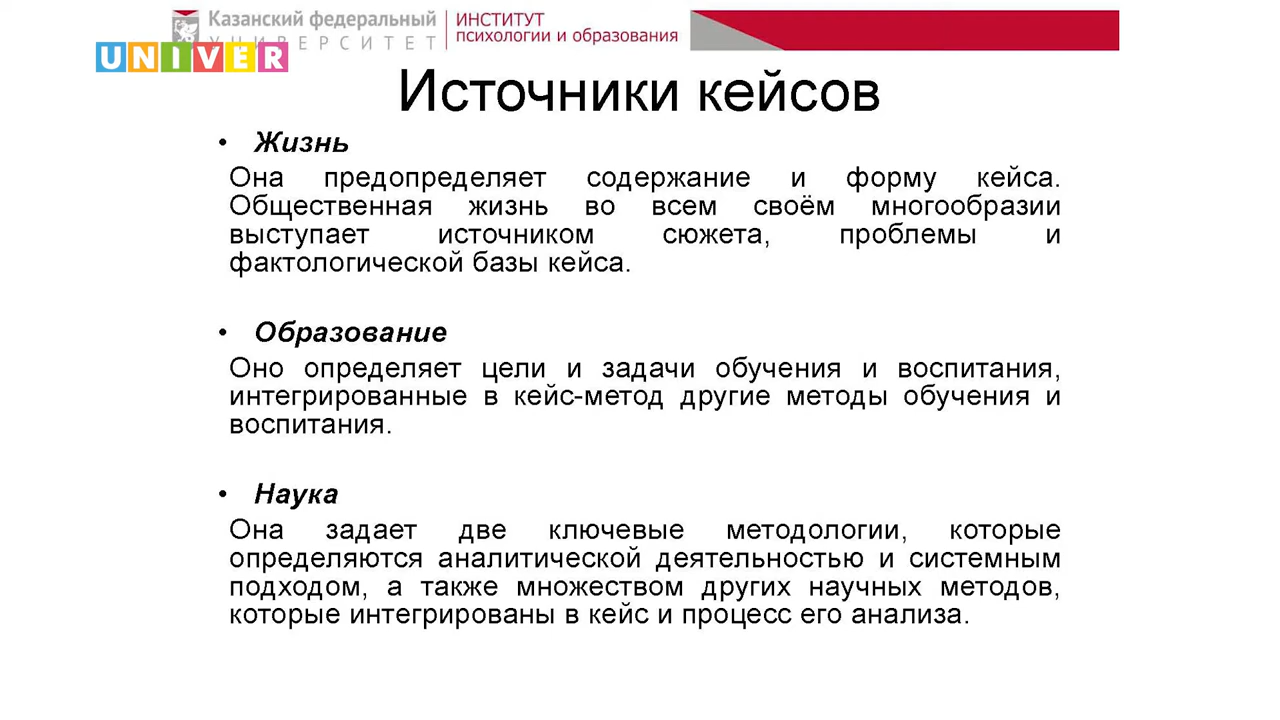 Казанский федеральный
УНИВЕРСИТЕТ
ИНСТИТУТ
психологии и образования
UNIVER
Источники кейсов
• Жизнь
Она предопределяет содержание и форму кейса.
Общественная жизнь во всем своём многообразии
выступает источником сюжета, проблемы и
фактологической базы кейса.
• Образование
Оно определяет цели и задачи обучения и воспитания,
интегрированные в кейс-метод другие методы обучения и
воспитания.
• Наука
Она задает две ключевые методологии, которые
определяются аналитической деятельностью и системным
подходом, а также множеством других научных методов,
которые интегрированы в кейс и процесс его анализа.